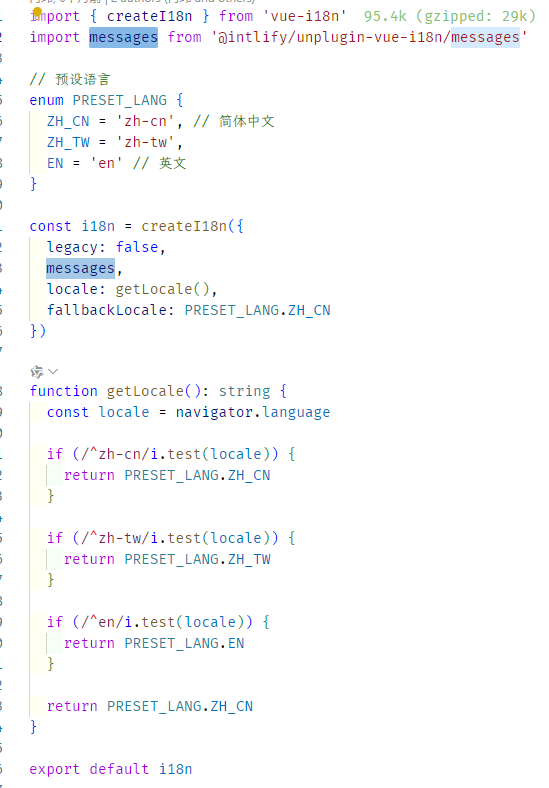 import { createI18n } from 'vue-i18n' 95.4k (gzipped: 29k)
import messages from '@intlify/unplugin-vue-i18n/messages'
// 预设语言
enum PRESET_LANG {
ZH_CN = 'zh-cn', // 简体中文
ZH_TW = 'zh-tw',
EN = 'en' // 英文
}
const i18n = createI18n({
legacy: false,
messages,
locale: getLocale(),
fallbackLocale: PRESET_LANG.ZH_CN
})
function getLocale(): string {
const locale = navigator.language
if (/^zh-cn/i.test(locale)) {
return PRESET_LANG.ZH_CN
}
if (/^zh-tw/i.test(locale)) {
return PRESET_LANG.ZH_TW
}
if (/^en/i.test(locale)) {
return PRESET_LANG.EN
}
return PRESET_LANG.ZH_CN
}
export default i18n